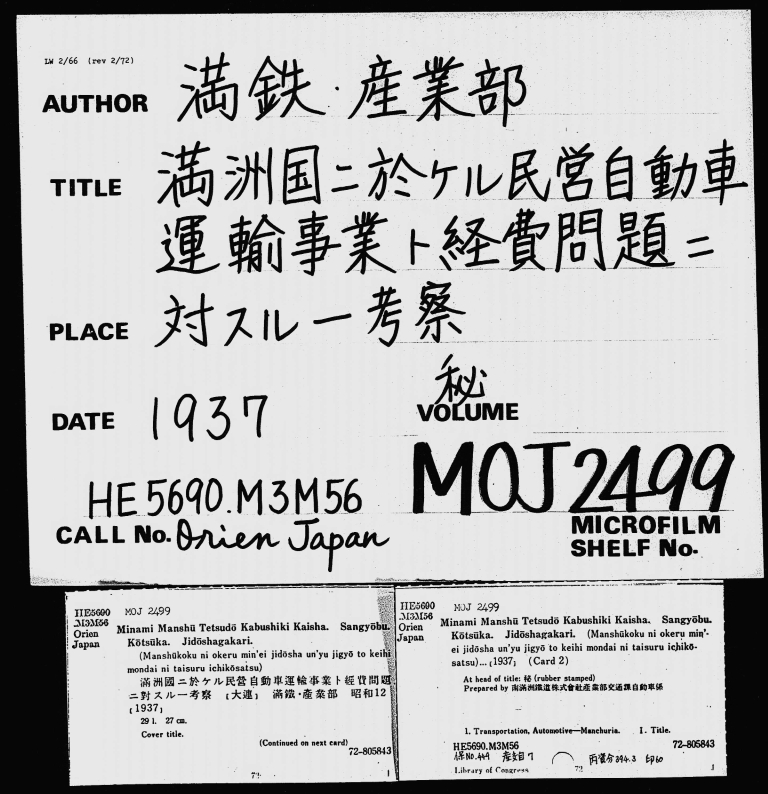 LW 2/66 (rev 2/72)
AUTHOR 満鉄・産業部
TITLE 満洲国ニ於ケル民営自動車
運輸事業ト経費問題ニ
PLACE 対スル一考察
秘
DATE 1937 VOLUME
HE5690.M3M56 MOJ 2499
CALL No. Orien Japan MICROFILM
SHELF No.
HE5690
.M3M56
Orien
Japan
MOJ 2499
Minami Manshū Tetsudō Kabushiki Kaisha. Sangyōbu.
Kōtsūka. Jidōshagakari.
(Manshūkoku ni okeru min'ei jidōsha un'yu jigyō to keihi
mondai ni taisuru ichikōsatsu)
満洲國ニ於ケル民營自動車運輸事業ト經費問題
ニ對スル一考察 [大連] 滿鐵・產業部 昭和12
[1937]
29 l. 27 cm.
Cover title.
(Continued on next card)
72-805843
72
HE5690
.M3M56
Orien
Japan
MOJ 2499
Minami Manshū Tetsudō Kabushiki Kaisha. Sangyōbu.
Kōtsūka. Jidōshagakari. (Manshūkoku ni okeru min'-
ei jidōsha un'yu jigyō to keihi mondai ni taisuru ichikō-
satsu)... [1937] (Card 2)
At head of title: 秘 (rubber stamped)
Prepared by 南滿洲鐵道株式會社產業部交通課自動車係
1. Transportation, Automotive—Manchuria. I. Title.
HE5690.M3M56 72-805843
Library of Congress 72